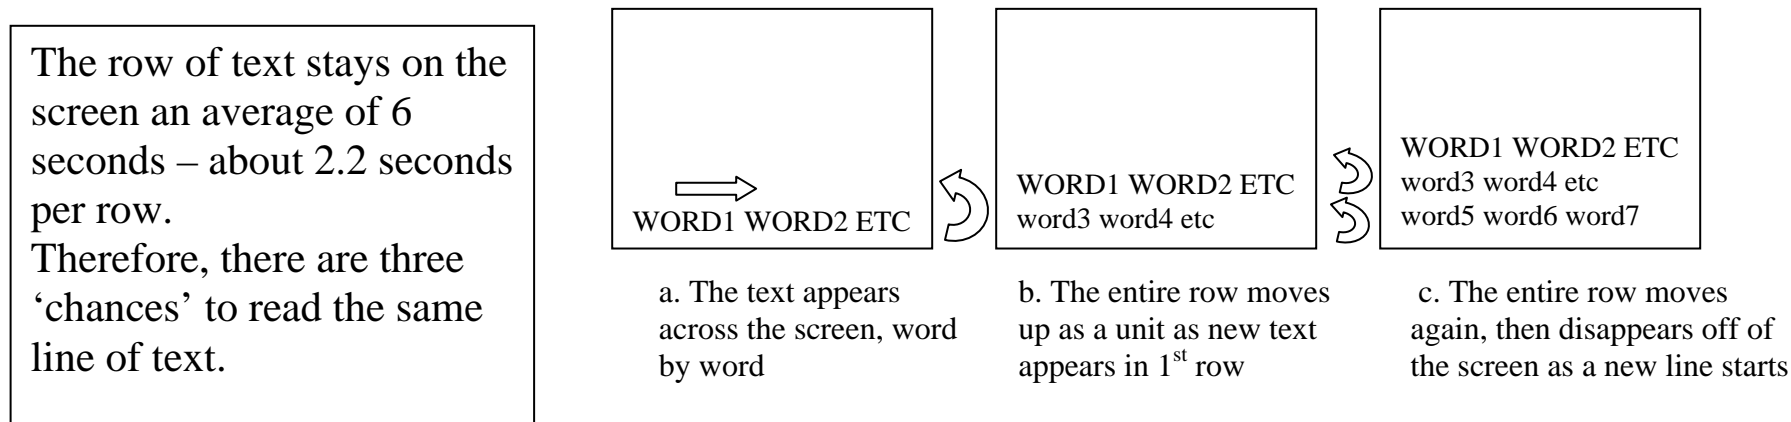 The row of text stays on the
screen an average of 6
seconds – about 2.2 seconds
per row.
Therefore, there are three
‘chances’ to read the same
line of text.
WORD1 WORD2 ETC
a. The text appears
across the screen, word
by word
WORD1 WORD2 ETC
word3 word4 etc
b. The entire row moves
up as a unit as new text
appears in 1st row
WORD1 WORD2 ETC
word3 word4 etc
word5 word6 word7
c. The entire row moves
again, then disappears off of
the screen as a new line starts